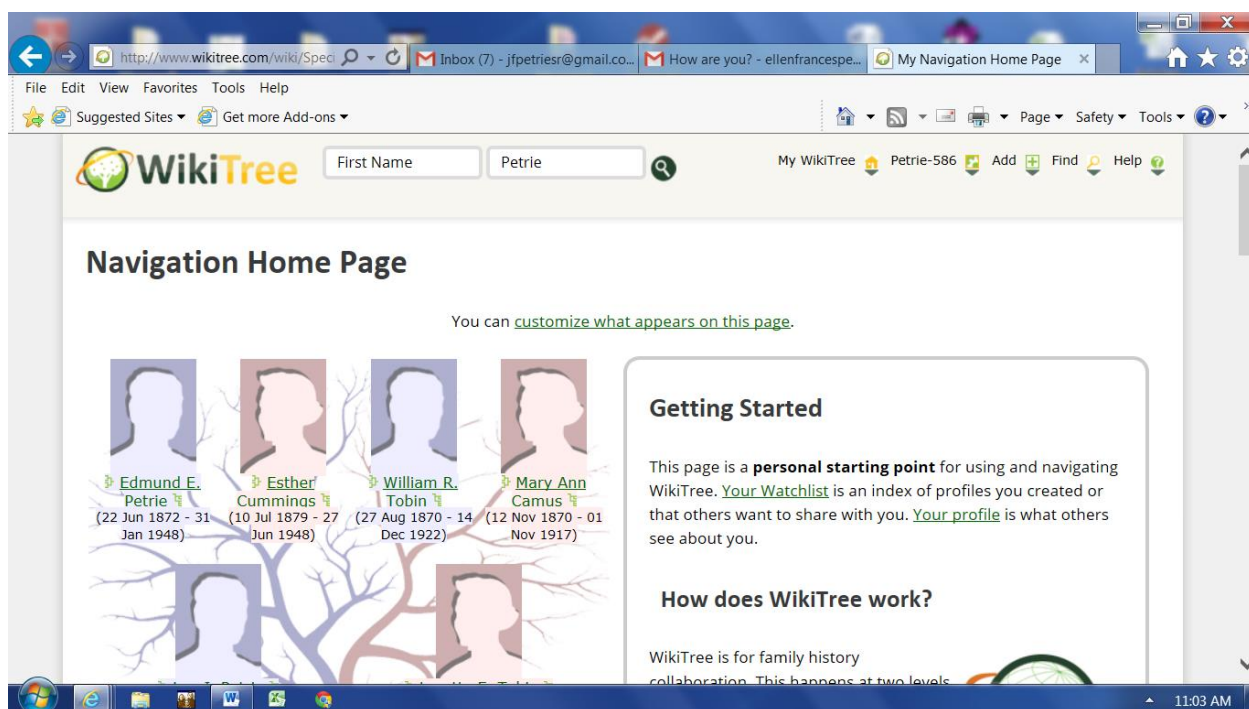 http://www.wikitree.com/wiki/Speci
Inbox (7) - jfpetriesr@gmail.co...
How are you? - ellenfrancespe...
My Navigation Home Page
File Edit View Favorites Tools Help
Suggested Sites
Get more Add-ons
Page Safety Tools
WikiTree
First Name
Petrie
My WikiTree
Petrie-586
Add
Find
Help
Navigation Home Page
You can customize what appears on this page.
Edmund E.
Petrie
(22 Jun 1872 - 31
Jan 1948)
Esther
Cummings
(10 Jul 1879 - 27
Jun 1948)
William R.
Tobin
(27 Aug 1870 - 14
Dec 1922)
Mary Ann
Camus
(12 Nov 1870 - 01
Nov 1917)
Getting Started
This page is a personal starting point for using and navigating
WikiTree. Your Watchlist is an index of profiles you created or
that others want to share with you. Your profile is what others
see about you.
How does WikiTree work?
WikiTree is for family history
collaboration. This happens at two levels
11:03 AM